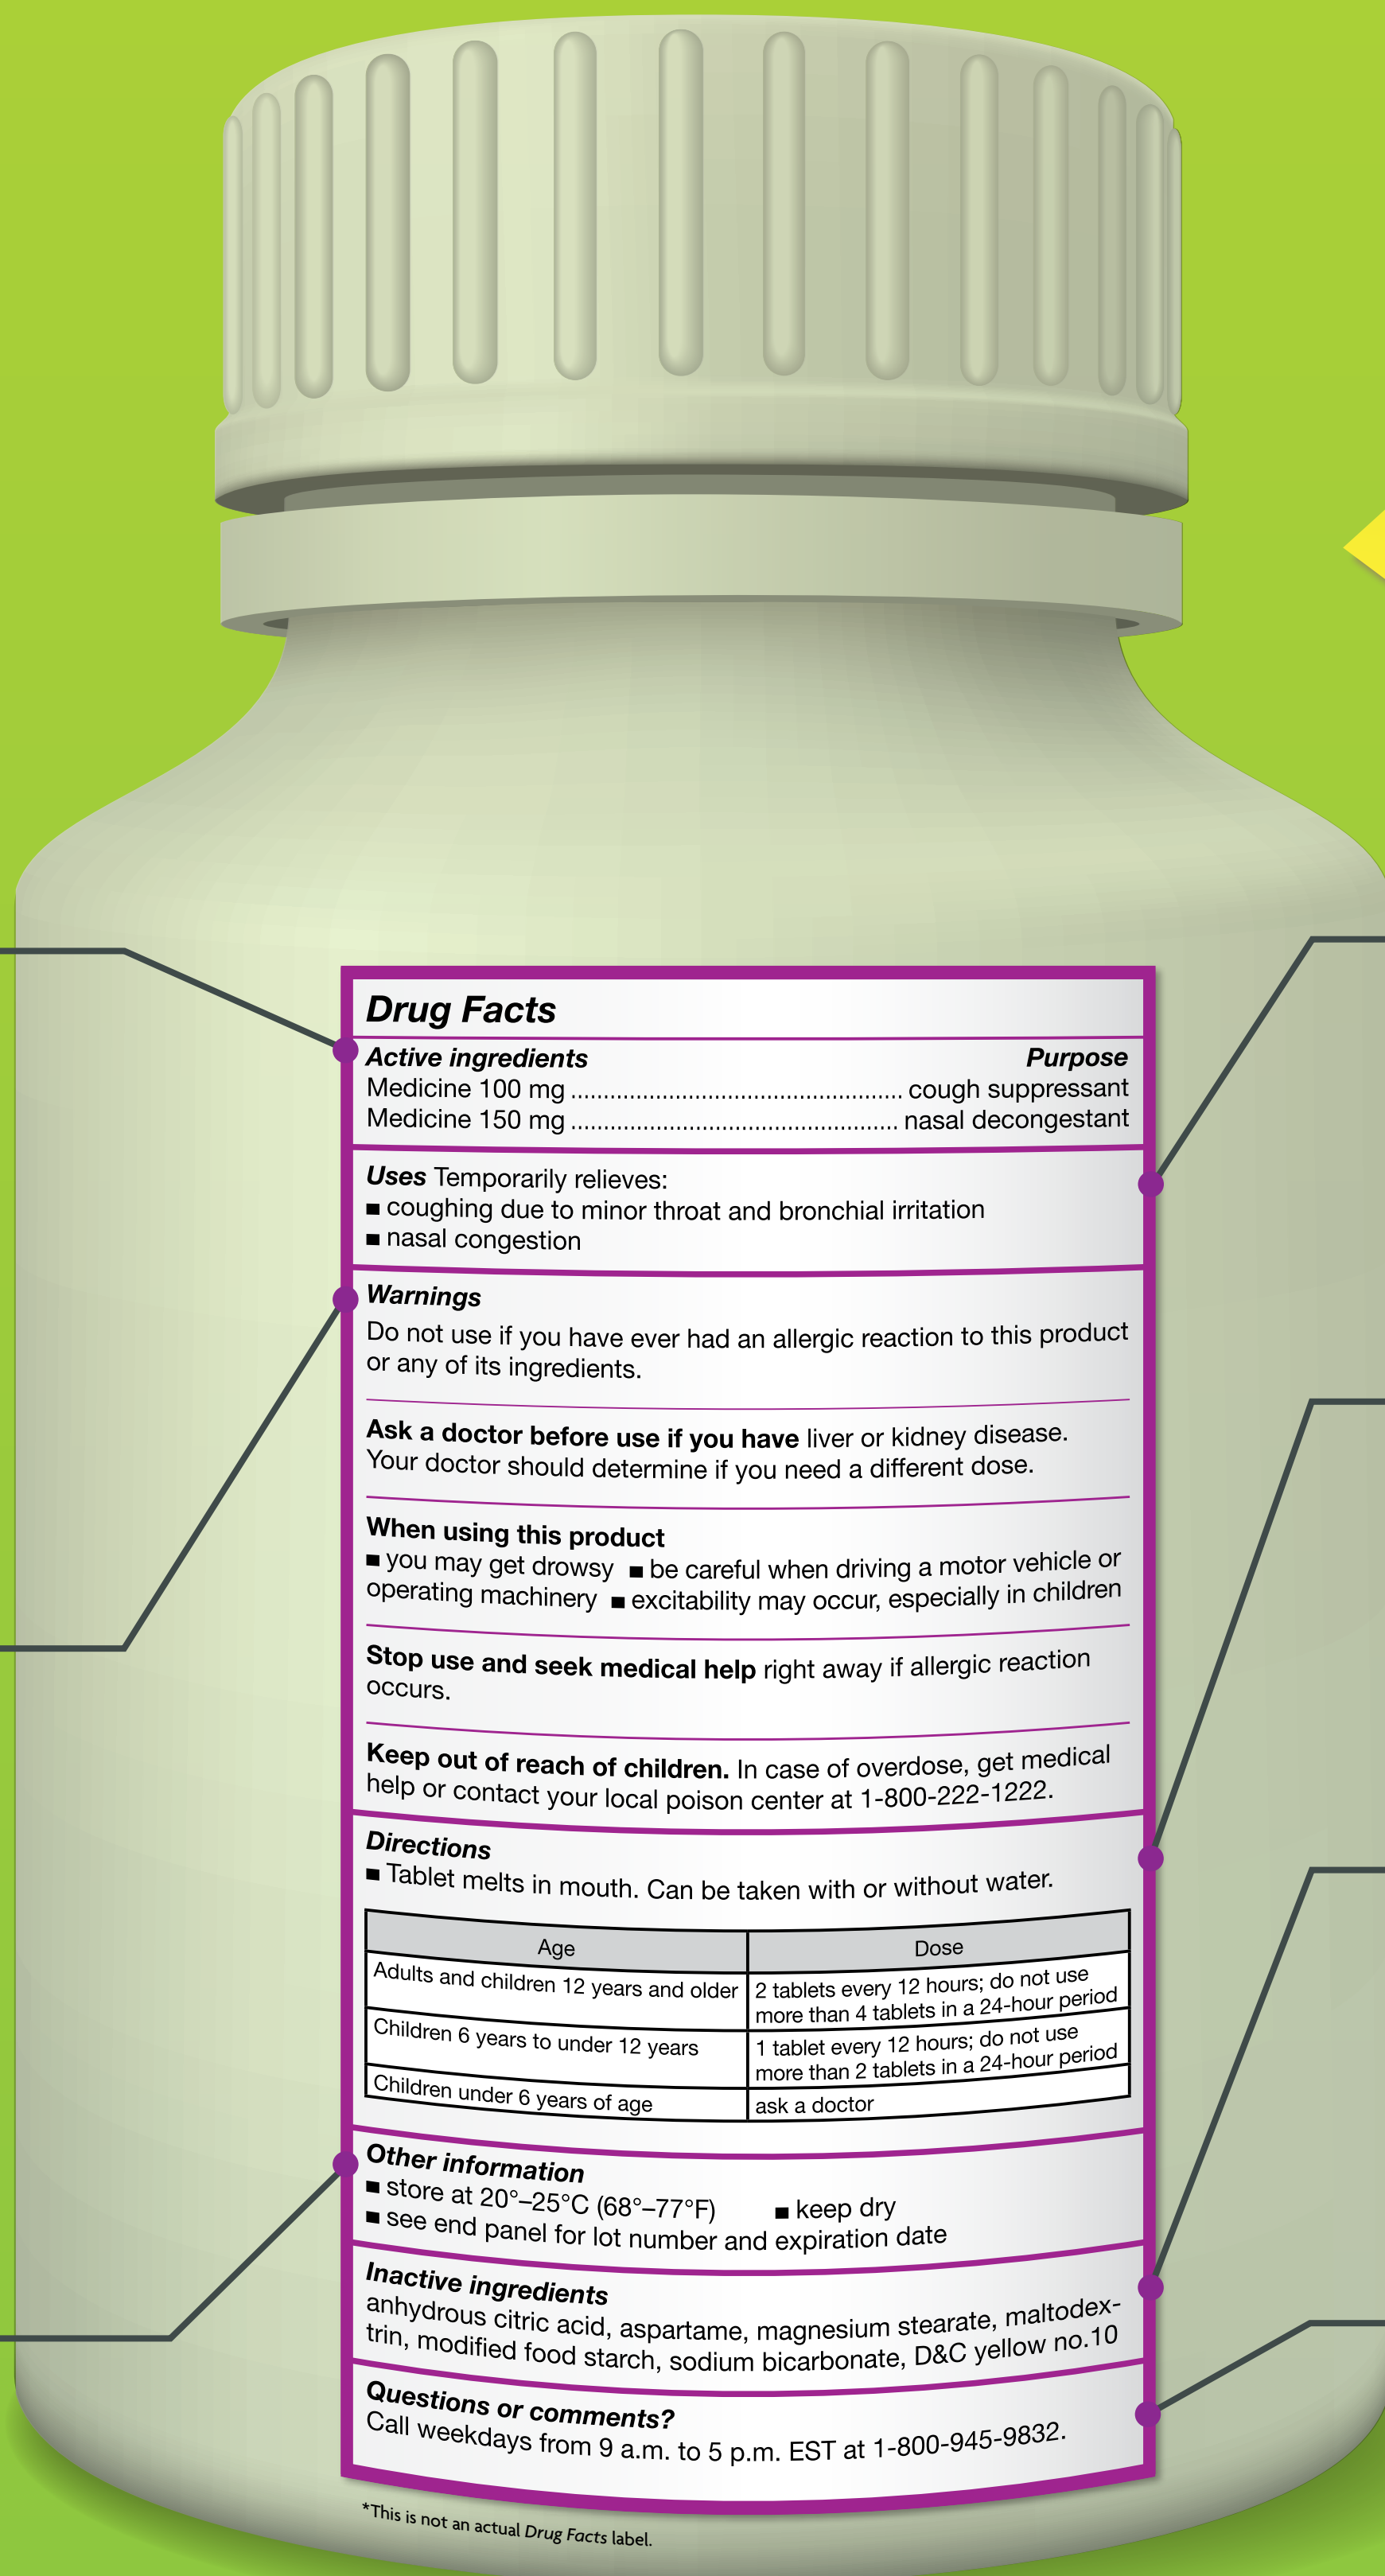 Drug Facts
Active ingredients Purpose
Medicine 100 mg ................................................... cough suppressant
Medicine 150 mg .................................................. nasal decongestant
Uses Temporarily relieves:
■ coughing due to minor throat and bronchial irritation
■ nasal congestion
Warnings
Do not use if you have ever had an allergic reaction to this product
or any of its ingredients.
Ask a doctor before use if you have liver or kidney disease.
Your doctor should determine if you need a different dose.
When using this product
■ you may get drowsy ■ be careful when driving a motor vehicle or
operating machinery ■ excitability may occur, especially in children
Stop use and seek medical help right away if allergic reaction
occurs.
Keep out of reach of children. In case of overdose, get medical
help or contact your local poison center at 1-800-222-1222.
Directions
■ Tablet melts in mouth. Can be taken with or without water.
Age Dose
Adults and children 12 years and older 2 tablets every 12 hours; do not use
more than 4 tablets in a 24-hour period
Children 6 years to under 12 years 1 tablet every 12 hours; do not use
more than 2 tablets in a 24-hour period
Children under 6 years of age ask a doctor
Other information
■ store at 20°–25°C (68°–77°F) ■ keep dry
■ see end panel for lot number and expiration date
Inactive ingredients
anhydrous citric acid, aspartame, magnesium stearate, maltodex-
trin, modified food starch, sodium bicarbonate, D&C yellow no.10
Questions or comments?
Call weekdays from 9 a.m. to 5 p.m. EST at 1-800-945-9832.
*This is not an actual Drug Facts label.